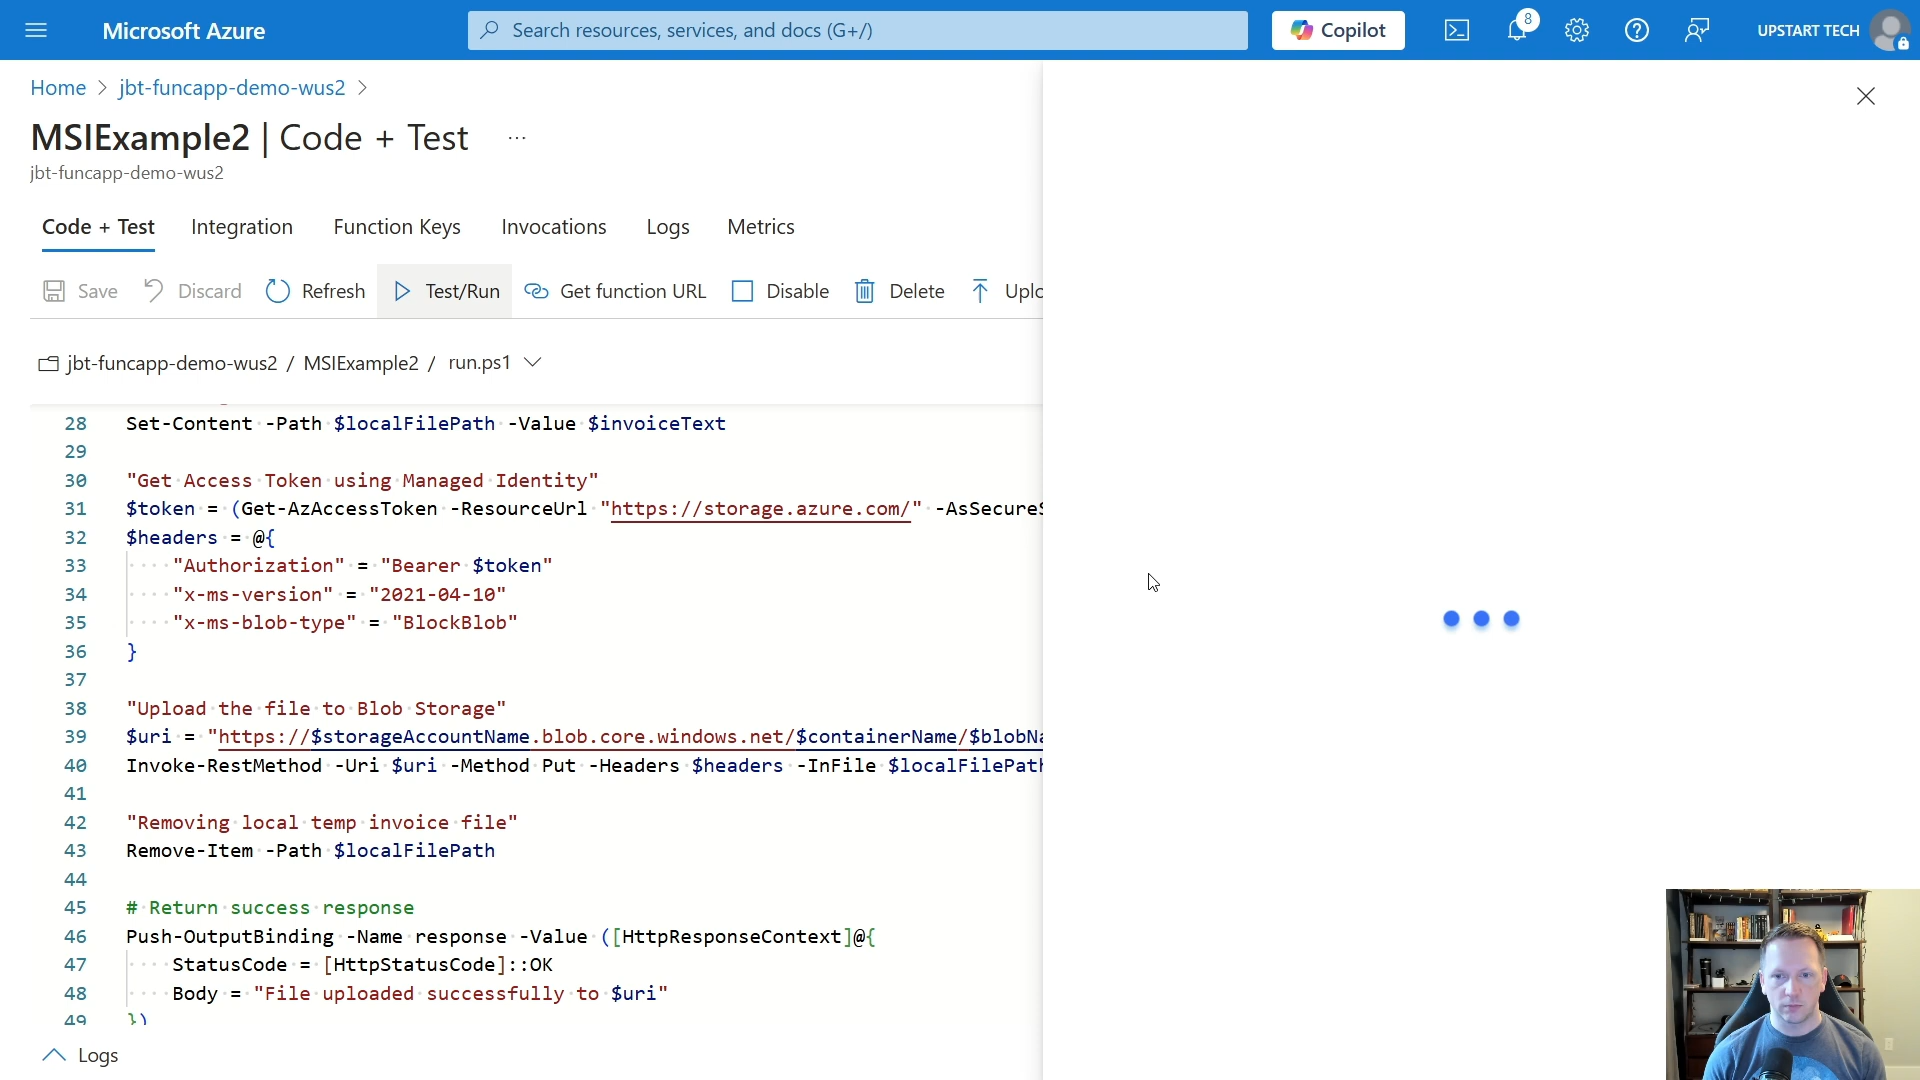 Microsoft Azure
Search resources, services, and docs (G+/)
Copilot
8
UPSTART TECH
Home > jbt-funcapp-demo-wus2 >
MSIExample2 | Code + Test ...
jbt-funcapp-demo-wus2
Code + Test Integration Function Keys Invocations Logs Metrics
Save Discard Refresh Test/Run Get function URL Disable Delete Uplo
jbt-funcapp-demo-wus2 / MSIExample2 / run.ps1
28 Set-Content -Path $localFilePath -Value $invoiceText
29
30 "Get Access Token using Managed Identity"
31 $token = (Get-AzAccessToken -ResourceUrl "https://storage.azure.com/" -AsSecureS
32 $headers = @{
33 "Authorization" = "Bearer $token"
34 "x-ms-version" = "2021-04-10"
35 "x-ms-blob-type" = "BlockBlob"
36 }
37
38 "Upload the file to Blob Storage"
39 $uri = "https://$storageAccountName.blob.core.windows.net/$containerName/$blobNa
40 Invoke-RestMethod -Uri $uri -Method Put -Headers $headers -InFile $localFilePath
41
42 "Removing local temp invoice file"
43 Remove-Item -Path $localFilePath
44
45 # Return success response
46 Push-OutputBinding -Name response -Value ([HttpResponseContext]@{
47 StatusCode = [HttpStatusCode]::OK
48 Body = "File uploaded successfully to $uri"
49 })
Logs